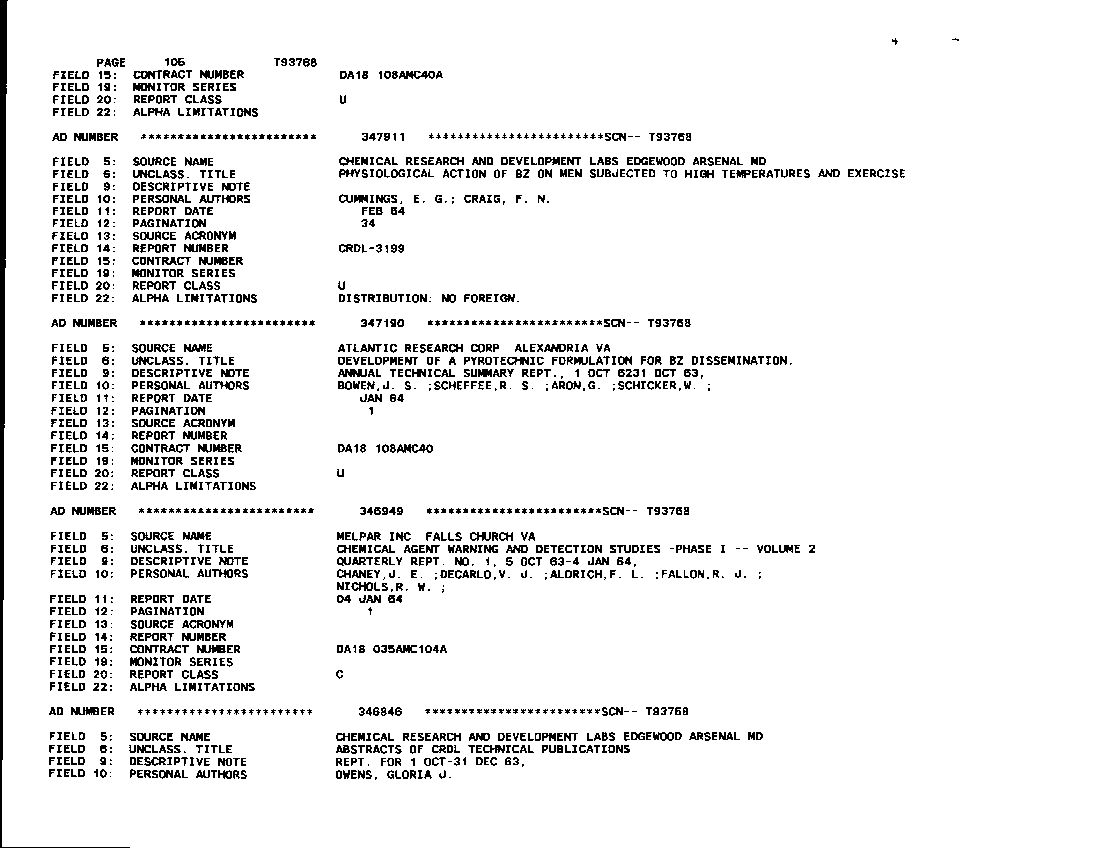 PAGE 106 T93768
FIELD 15: CONTRACT NUMBER DA18 108AMC40A
FIELD 19: MONITOR SERIES
FIELD 20: REPORT CLASS U
FIELD 22: ALPHA LIMITATIONS
AD NUMBER ************************ 347911 ************************SCN-- T93768
FIELD 5: SOURCE NAME CHEMICAL RESEARCH AND DEVELOPMENT LABS EDGEWOOD ARSENAL MD
FIELD 6: UNCLASS. TITLE PHYSIOLOGICAL ACTION OF BZ ON MEN SUBJECTED TO HIGH TEMPERATURES AND EXERCISE
FIELD 9: DESCRIPTIVE NOTE
FIELD 10: PERSONAL AUTHORS CUMMINGS, E. G.; CRAIG, F. N.
FIELD 11: REPORT DATE FEB 64
FIELD 12: PAGINATION 34
FIELD 13: SOURCE ACRONYM
FIELD 14: REPORT NUMBER CRDL-3199
FIELD 15: CONTRACT NUMBER
FIELD 19: MONITOR SERIES
FIELD 20: REPORT CLASS U
FIELD 22: ALPHA LIMITATIONS DISTRIBUTION: NO FOREIGN.
AD NUMBER ************************ 347190 ************************SCN-- T93768
FIELD 5: SOURCE NAME ATLANTIC RESEARCH CORP ALEXANDRIA VA
FIELD 6: UNCLASS. TITLE DEVELOPMENT OF A PYROTECHNIC FORMULATION FOR BZ DISSEMINATION.
FIELD 9: DESCRIPTIVE NOTE ANNUAL TECHNICAL SUMMARY REPT., 1 OCT 6231 OCT 63,
FIELD 10: PERSONAL AUTHORS BOWEN,J. S. ;SCHEFFEE,R. S. ;ARON,G. ;SCHICKER,W. ;
FIELD 11: REPORT DATE JAN 64
FIELD 12: PAGINATION 1
FIELD 13: SOURCE ACRONYM
FIELD 14: REPORT NUMBER
FIELD 15: CONTRACT NUMBER DA18 108AMC40
FIELD 19: MONITOR SERIES
FIELD 20: REPORT CLASS U
FIELD 22: ALPHA LIMITATIONS
AD NUMBER ************************ 346949 ************************SCN-- T93768
FIELD 5: SOURCE NAME MELPAR INC FALLS CHURCH VA
FIELD 6: UNCLASS. TITLE CHEMICAL AGENT WARNING AND DETECTION STUDIES -PHASE I -- VOLUME 2
FIELD 9: DESCRIPTIVE NOTE QUARTERLY REPT. NO. 1, 5 OCT 63-4 JAN 64,
FIELD 10: PERSONAL AUTHORS CHANEY,J. E. ;DECARLO,V. J. ;ALDRICH,F. L. ;FALLON,R. J. ;
NICHOLS,R. W. ;
FIELD 11: REPORT DATE 04 JAN 64
FIELD 12: PAGINATION 1
FIELD 13: SOURCE ACRONYM
FIELD 14: REPORT NUMBER
FIELD 15: CONTRACT NUMBER DA18 035AMC104A
FIELD 19: MONITOR SERIES
FIELD 20: REPORT CLASS C
FIELD 22: ALPHA LIMITATIONS
AD NUMBER ************************ 346846 ************************SCN-- T93768
FIELD 5: SOURCE NAME CHEMICAL RESEARCH AND DEVELOPMENT LABS EDGEWOOD ARSENAL MD
FIELD 6: UNCLASS. TITLE ABSTRACTS OF CRDL TECHNICAL PUBLICATIONS
FIELD 9: DESCRIPTIVE NOTE REPT. FOR 1 OCT-31 DEC 63,
FIELD 10: PERSONAL AUTHORS OWENS, GLORIA J.